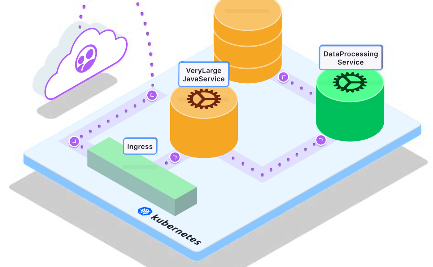 DataProcessing
Service
VeryLarge
JavaService
Ingress
kubernetes